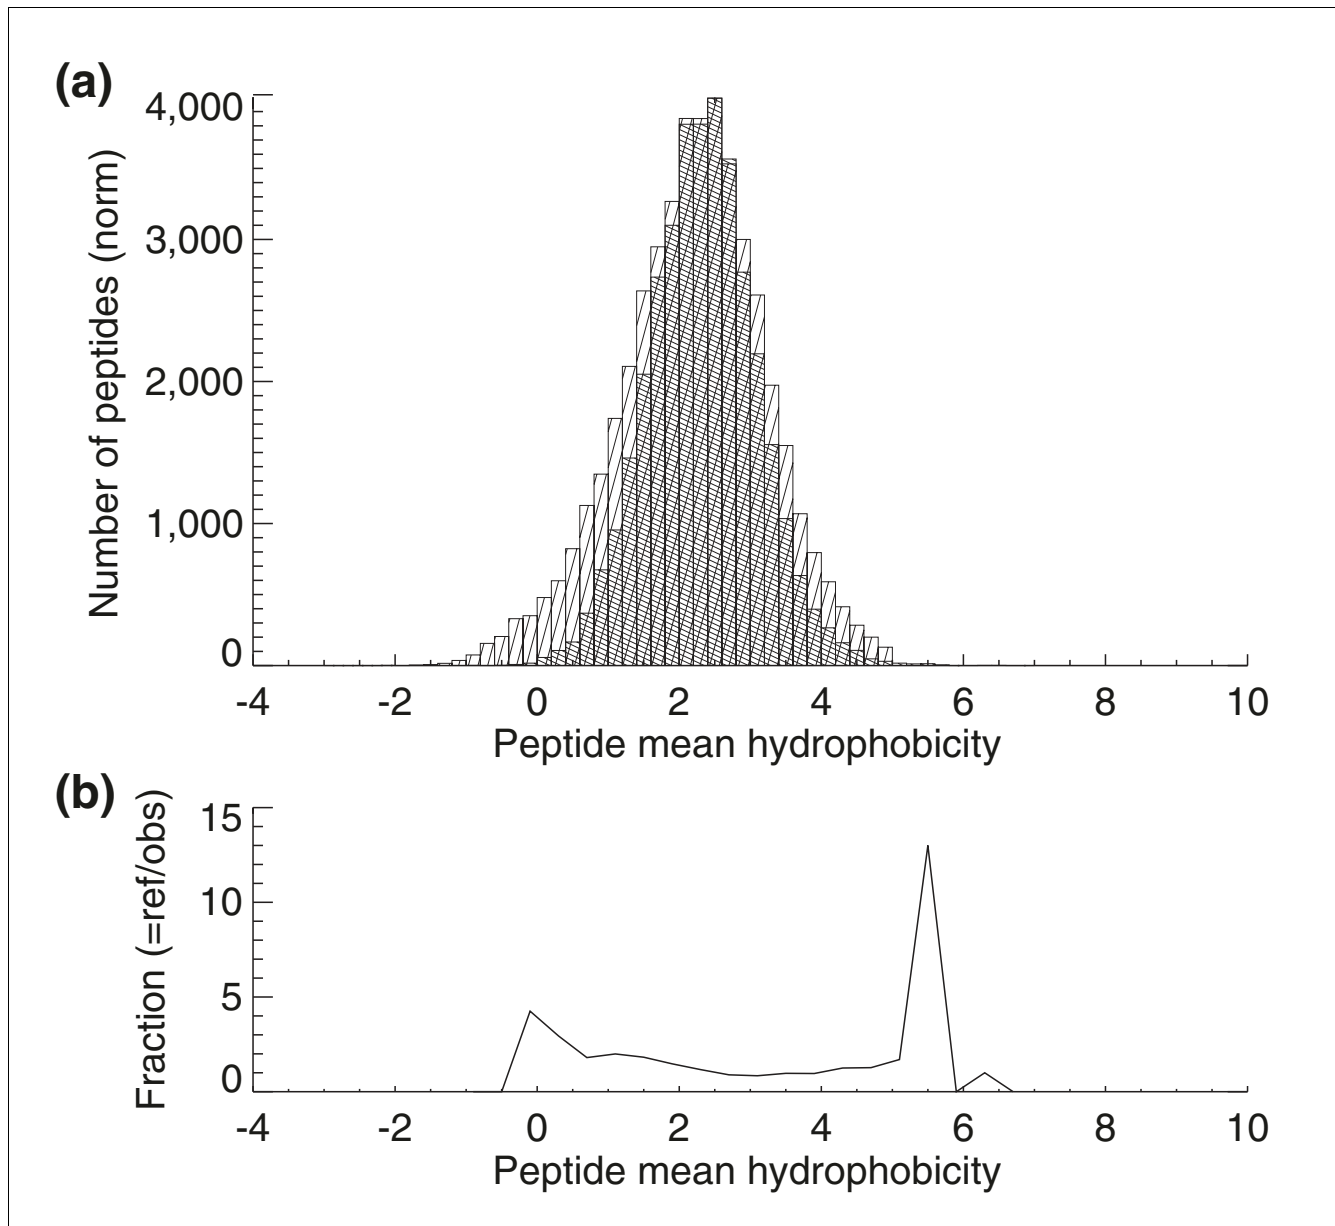 (a)
Number of peptides (norm)
4,000
3,000
2,000
1,000
0
-4 -2 0 2 4 6 8 10
Peptide mean hydrophobicity
(b)
Fraction (=ref/obs)
15
10
5
0
-4 -2 0 2 4 6 8 10
Peptide mean hydrophobicity